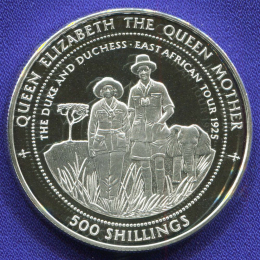 QUEEN ELIZABETH THE QUEEN MOTHER
THE DUKE AND DUCHESS · EAST AFRICAN TOUR 1925
500 SHILLINGS